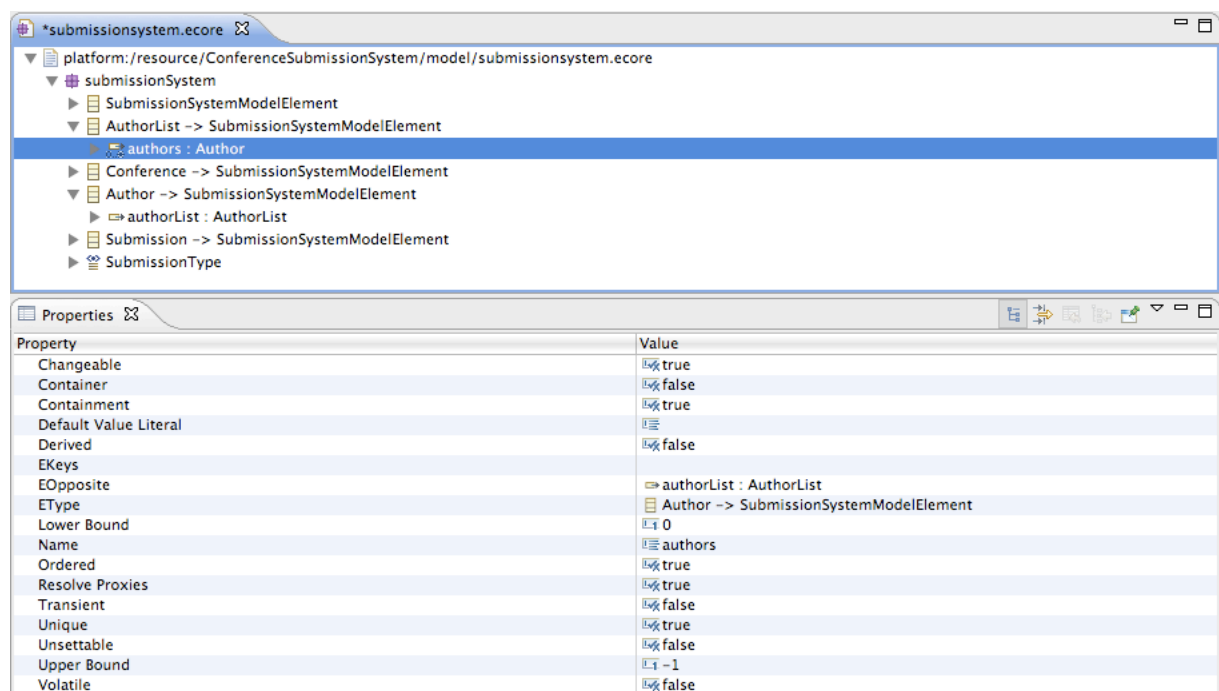 *submissionsystem.ecore
platform:/resource/ConferenceSubmissionSystem/model/submissionsystem.ecore
submissionSystem
SubmissionSystemModelElement
AuthorList -> SubmissionSystemModelElement
authors : Author
Conference -> SubmissionSystemModelElement
Author -> SubmissionSystemModelElement
authorList : AuthorList
Submission -> SubmissionSystemModelElement
SubmissionType
Properties
Property Value
Changeable true
Container false
Containment true
Default Value Literal
Derived false
EKeys
EOpposite authorList : AuthorList
EType Author -> SubmissionSystemModelElement
Lower Bound 0
Name authors
Ordered true
Resolve Proxies true
Transient false
Unique true
Unsettable false
Upper Bound -1
Volatile false